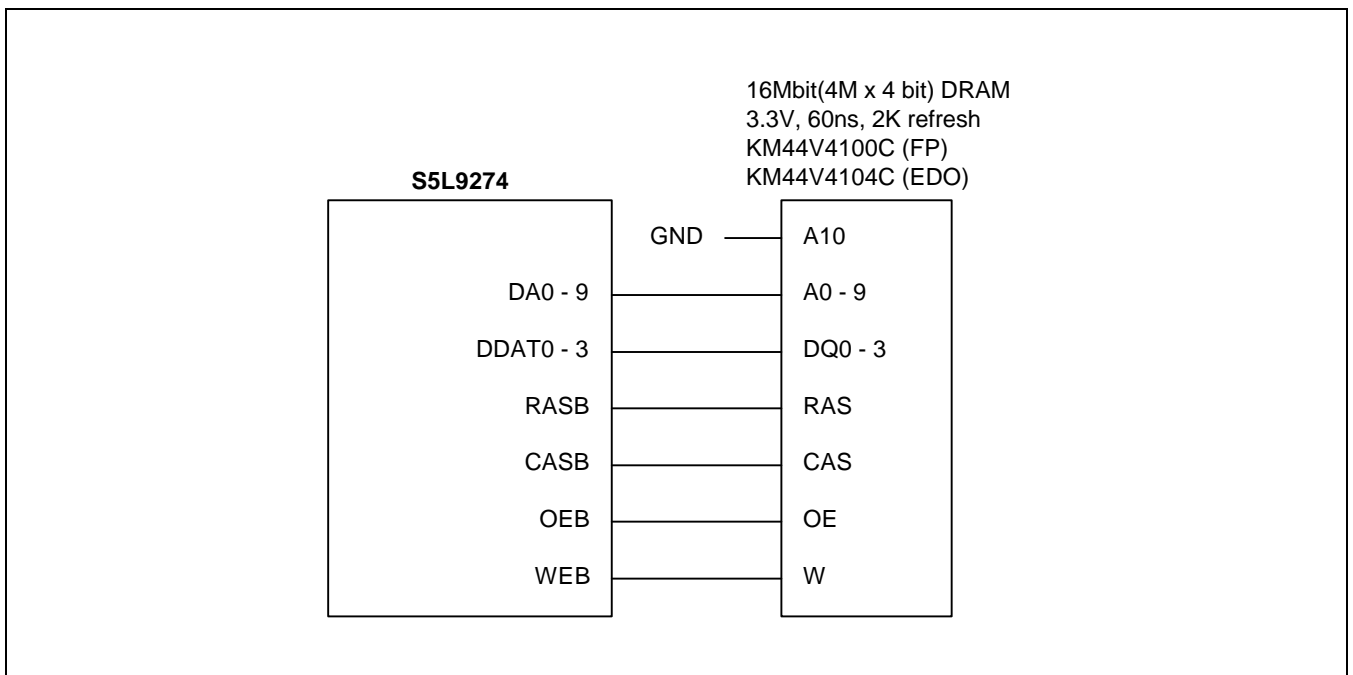 16Mbit(4M x 4 bit) DRAM
3.3V, 60ns, 2K refresh
KM44V4100C (FP)
KM44V4104C (EDO)
S5L9274
GND A10
DA0 - 9 A0 - 9
DDAT0 - 3 DQ0 - 3
RASB RAS
CASB CAS
OEB OE
WEB W